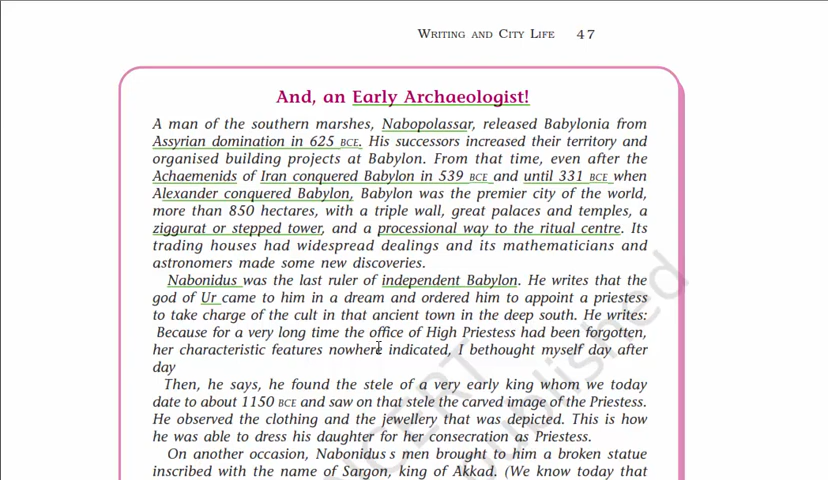 WRITING AND CITY LIFE 47
And, an Early Archaeologist!
A man of the southern marshes, Nabopolassar, released Babylonia from
Assyrian domination in 625 BCE. His successors increased their territory and
organised building projects at Babylon. From that time, even after the
Achaemenids of Iran conquered Babylon in 539 BCE and until 331 BCE when
Alexander conquered Babylon, Babylon was the premier city of the world,
more than 850 hectares, with a triple wall, great palaces and temples, a
ziggurat or stepped tower, and a processional way to the ritual centre. Its
trading houses had widespread dealings and its mathematicians and
astronomers made some new discoveries.
Nabonidus was the last ruler of independent Babylon. He writes that the
god of Ur came to him in a dream and ordered him to appoint a priestess
to take charge of the cult in that ancient town in the deep south. He writes:
Because for a very long time the office of High Priestess had been forgotten,
her characteristic features nowhere indicated, I bethought myself day after
day
Then, he says, he found the stele of a very early king whom we today
date to about 1150 BCE and saw on that stele the carved image of the Priestess.
He observed the clothing and the jewellery that was depicted. This is how
he was able to dress his daughter for her consecration as Priestess.
On another occasion, Nabonidus s men brought to him a broken statue
inscribed with the name of Sargon, king of Akkad. (We know today that
NCERT
published